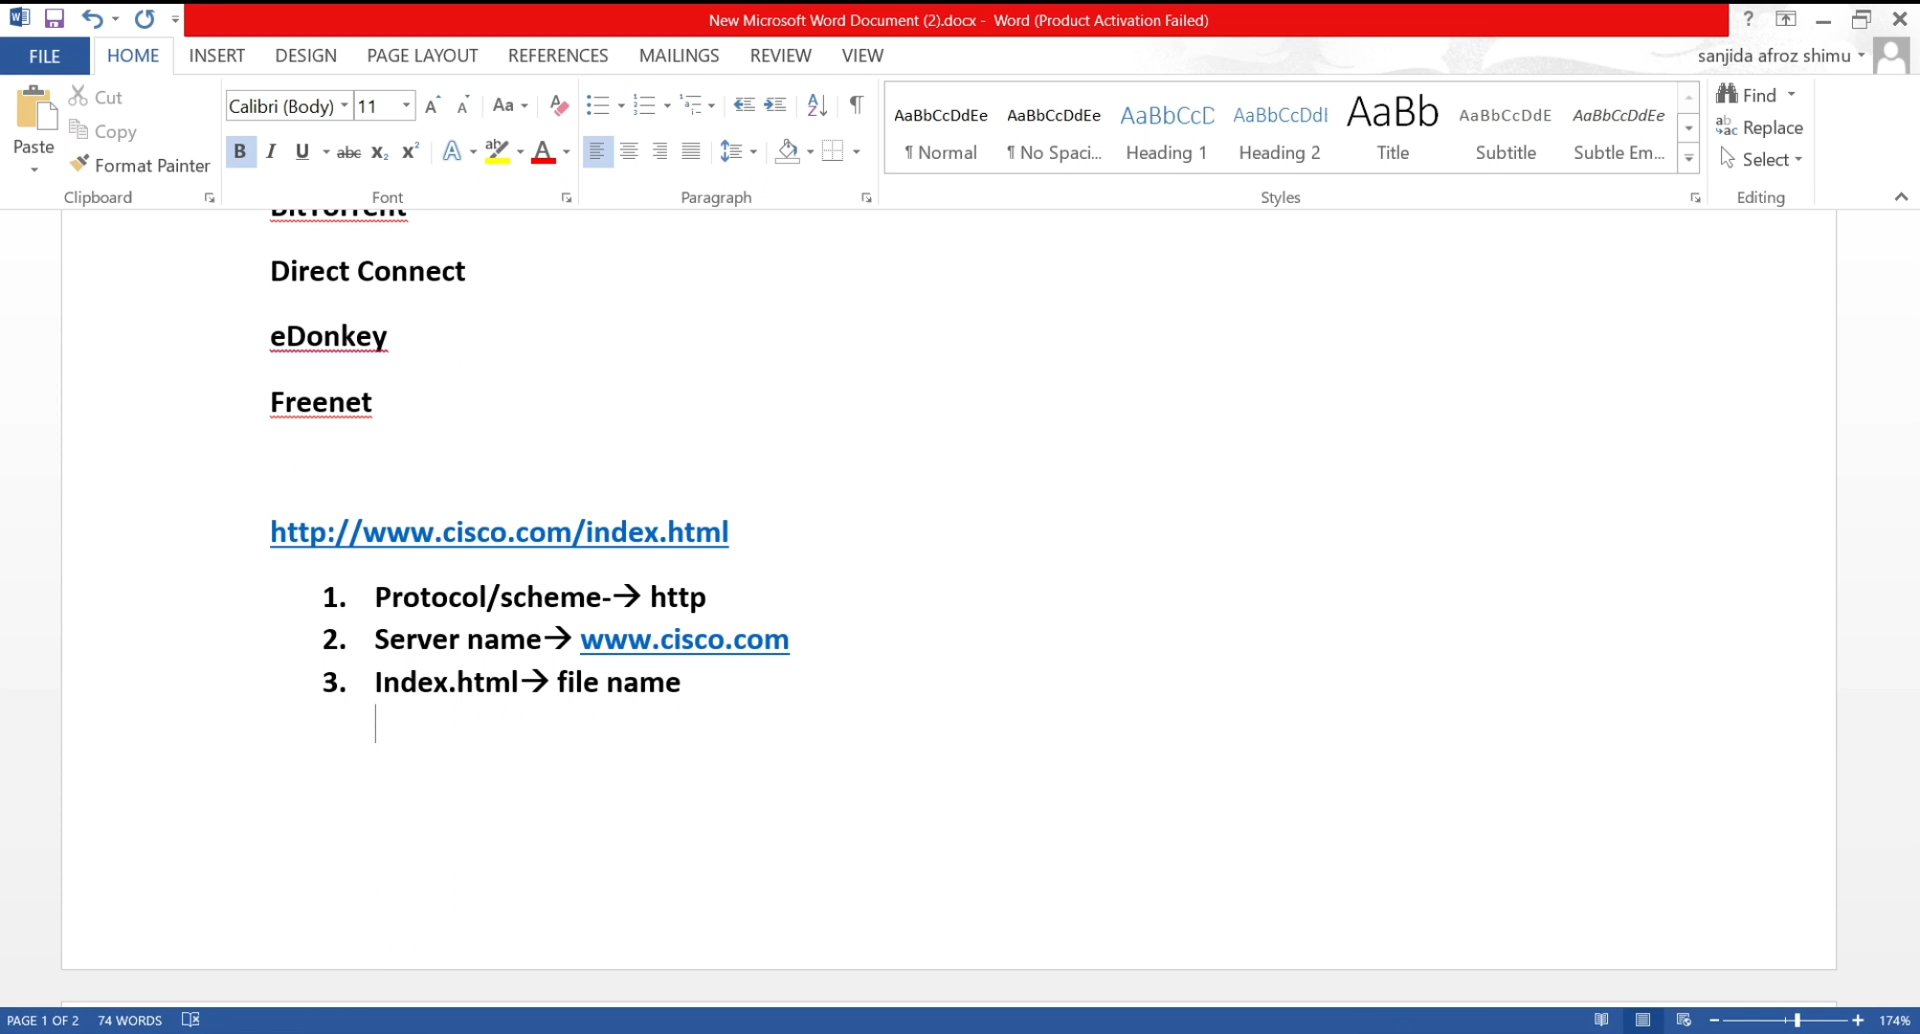 New Microsoft Word Document (2).docx - Word (Product Activation Failed)
?
FILE HOME INSERT DESIGN PAGE LAYOUT REFERENCES MAILINGS REVIEW VIEW
sanjida afroz shimu
Paste
Cut
Copy
Format Painter
Clipboard
Calibri (Body) 11
Aa
B I U abc X₂ X²
Font
Paragraph
AaBbCcDdEe AaBbCcDdEe AaBbCcD AaBbCcDdI AaBb AaBbCcDdE AaBbCcDdEe
¶ Normal ¶ No Spaci... Heading 1 Heading 2 Title Subtitle Subtle Em...
Styles
Find
Replace
Select
Editing
BitTorrent
Direct Connect
eDonkey
Freenet
http://www.cisco.com/index.html
1. Protocol/scheme-→ http
2. Server name→ www.cisco.com
3. Index.html→ file name
PAGE 1 OF 2 74 WORDS
174%